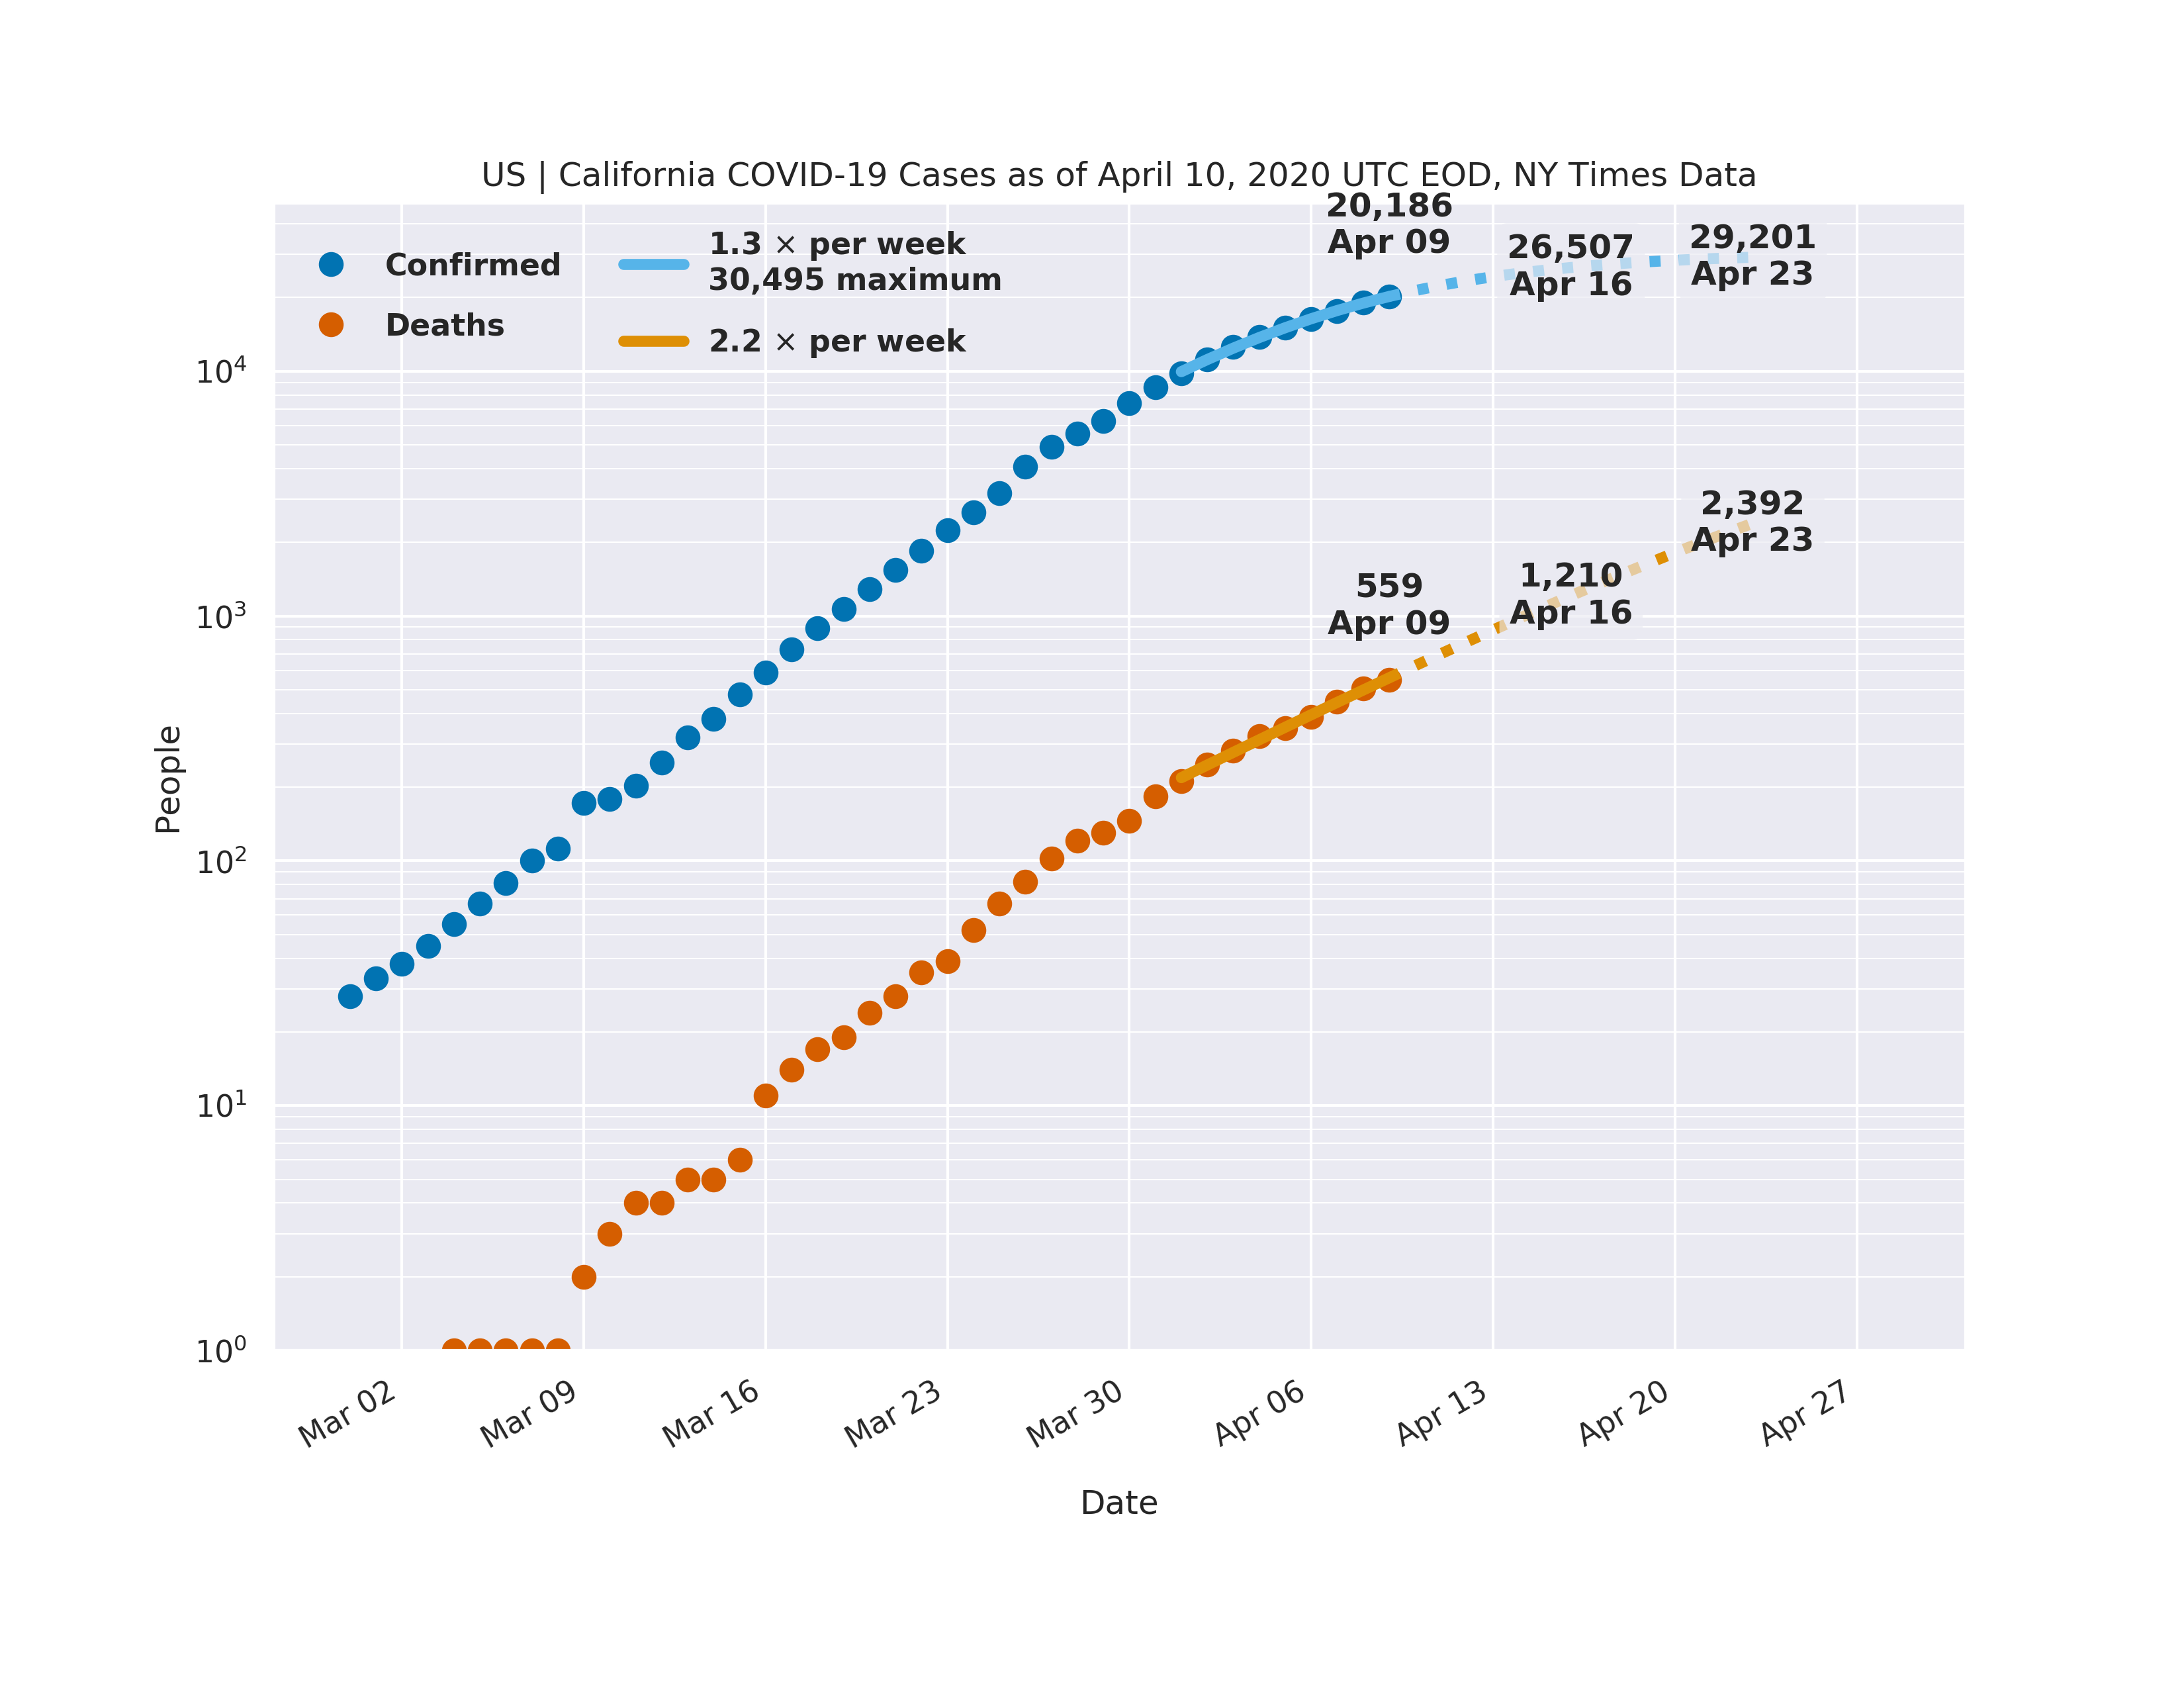 US | California COVID-19 Cases as of April 10, 2020 UTC EOD, NY Times Data
Confirmed
Deaths
1.3 × per week
30,495 maximum
2.2 × per week
20,186
Apr 09
26,507
Apr 16
29,201
Apr 23
559
Apr 09
1,210
Apr 16
2,392
Apr 23
People
10⁴
10³
10²
10¹
10⁰
Mar 02
Mar 09
Mar 16
Mar 23
Mar 30
Apr 06
Apr 13
Apr 20
Apr 27
Date